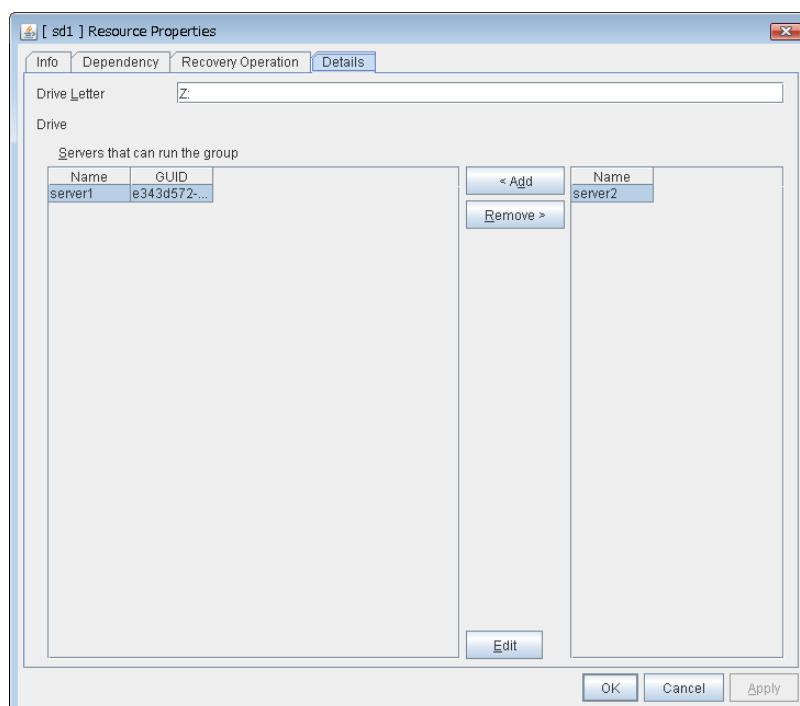 [ sd1 ] Resource Properties
Info Dependency Recovery Operation Details
Drive Letter Z:
Drive
Servers that can run the group
Name GUID
server1 e343d572-...
< Add
Remove >
Name
server2
Edit
OK Cancel Apply